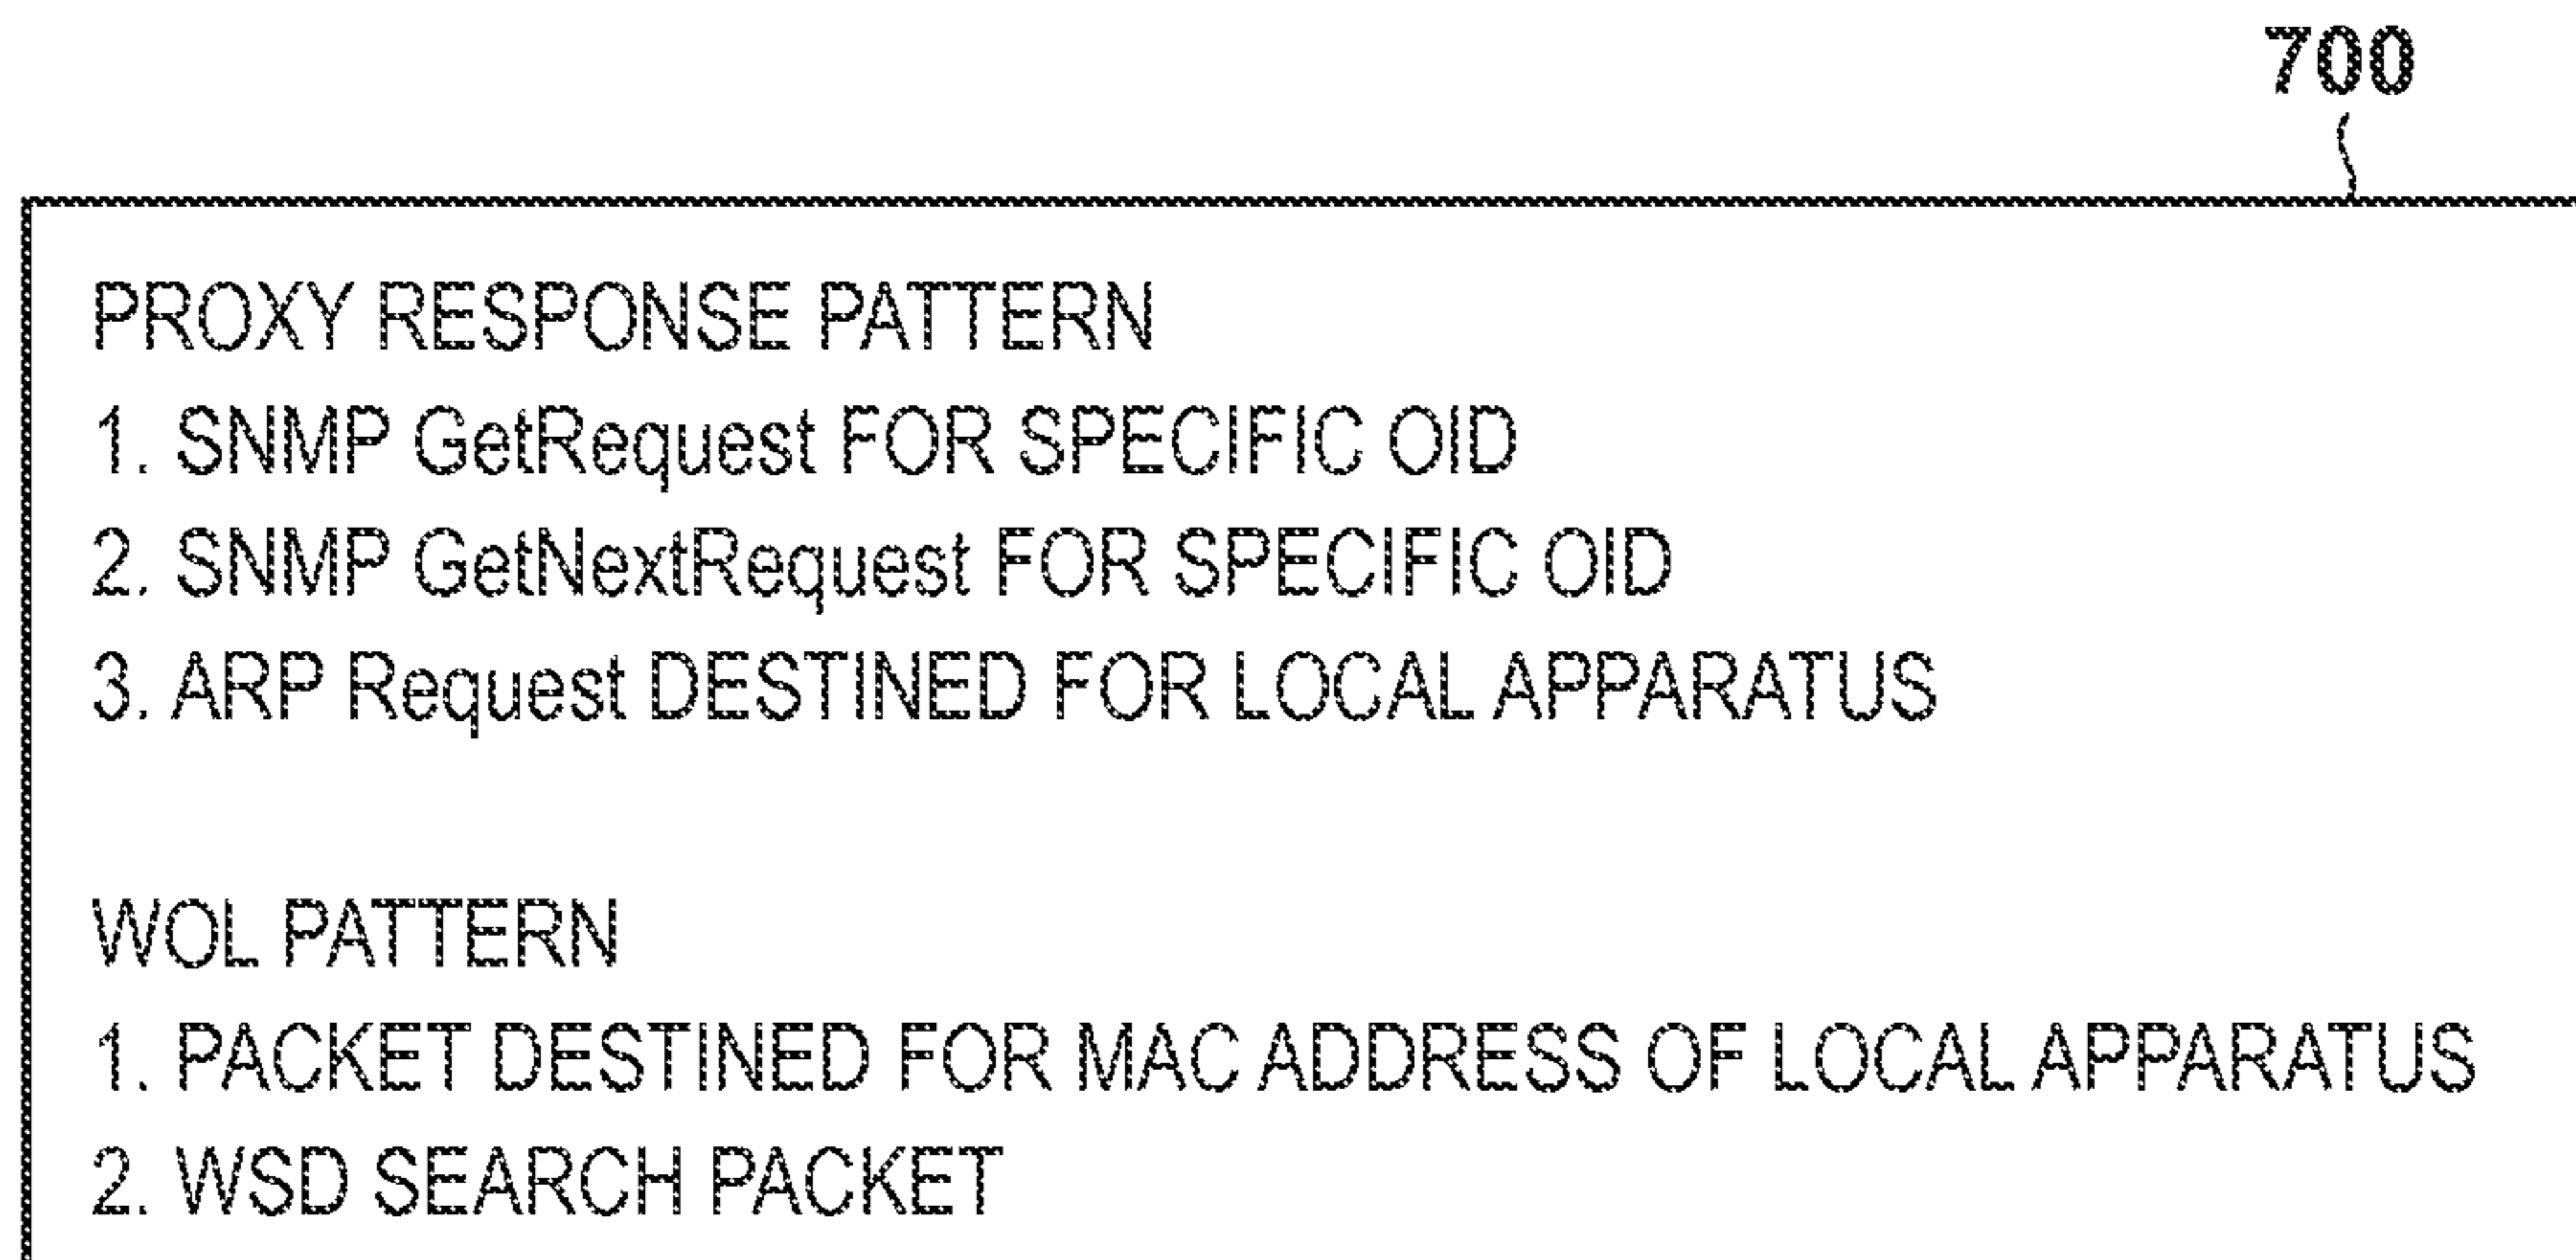 700
PROXY RESPONSE PATTERN
1. SNMP GetRequest FOR SPECIFIC OID
2. SNMP GetNextRequest FOR SPECIFIC OID
3. ARP Request DESTINED FOR LOCAL APPARATUS
WOL PATTERN
1. PACKET DESTINED FOR MAC ADDRESS OF LOCAL APPARATUS
2. WSD SEARCH PACKET